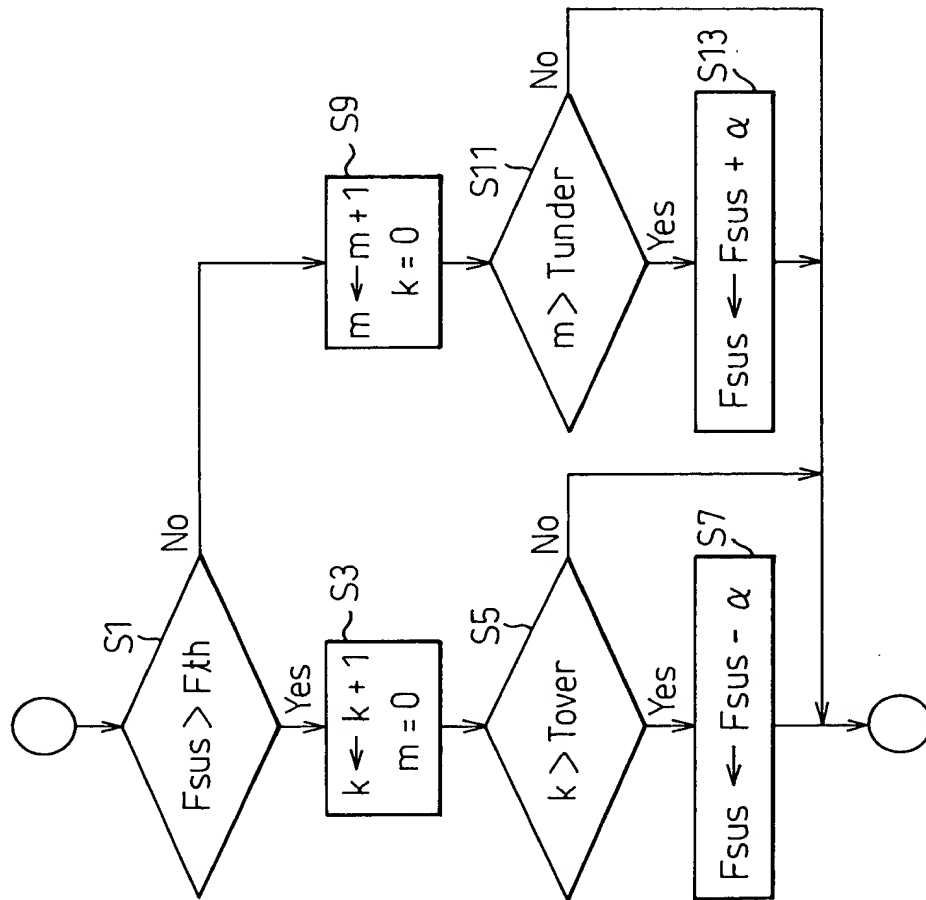 S1
Fsus > Fth
No
Yes
S3
k ← k + 1
m = 0
S5
k > Tover
No
Yes
S7
Fsus ← Fsus - α
S9
m ← m + 1
k = 0
S11
m > Tunder
No
Yes
S13
Fsus ← Fsus + α